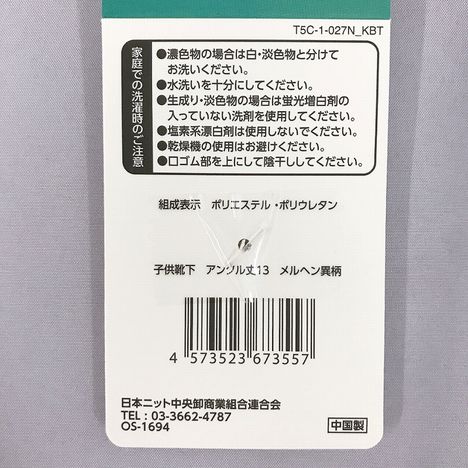 T5C-1-027N_KBT
家庭での洗濯時のご注意
●濃色物の場合は白・淡色物と分けて
お洗いください。
●水洗いを十分にしてください。
●生成り・淡色物の場合は蛍光増白剤の
入っていない洗剤を使用してください。
●塩素系漂白剤は使用しないでください。
●乾燥機の使用はお避けください。
●口ゴム部を上にして陰干ししてください。
組成表示 ポリエステル・ポリウレタン
子供靴下 アンクル丈13 メルヘン異柄
4 573523 673557
日本ニット中央卸商業組合連合会
TEL : 03-3662-4787
OS-1694
中国製